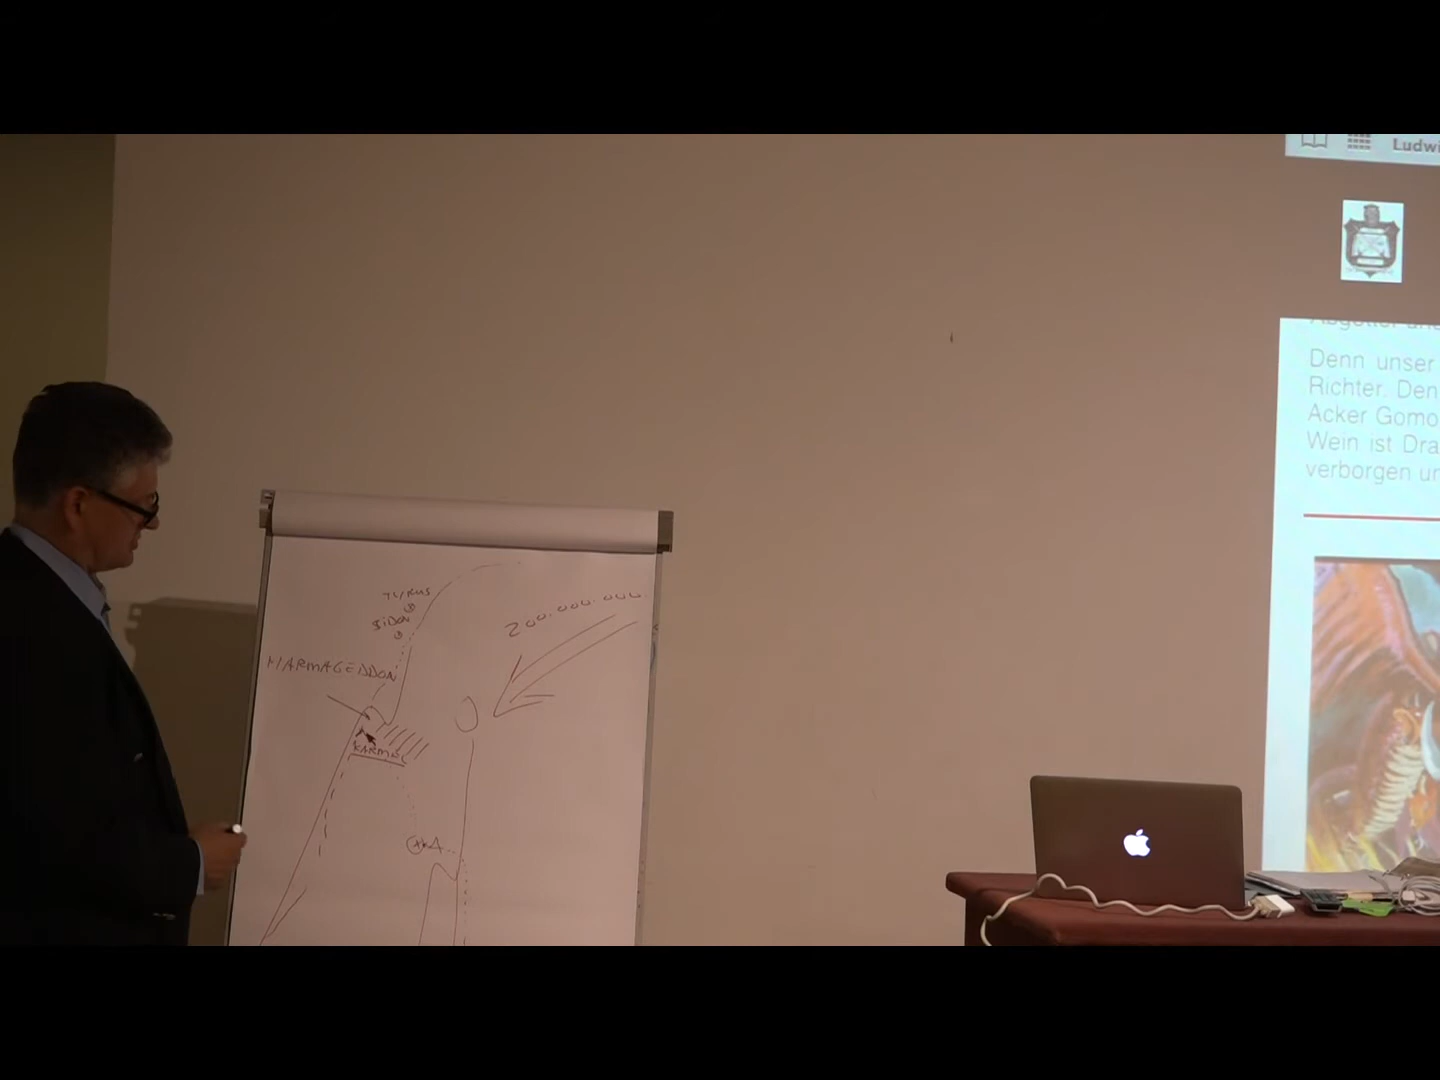 Ludwi
Denn unser
Richter. Den
Acker Gomo
Wein ist Dra
verborgen un
TYRUS
SIDON
200.000.000
HARMAGEDDON
KARMEL
A